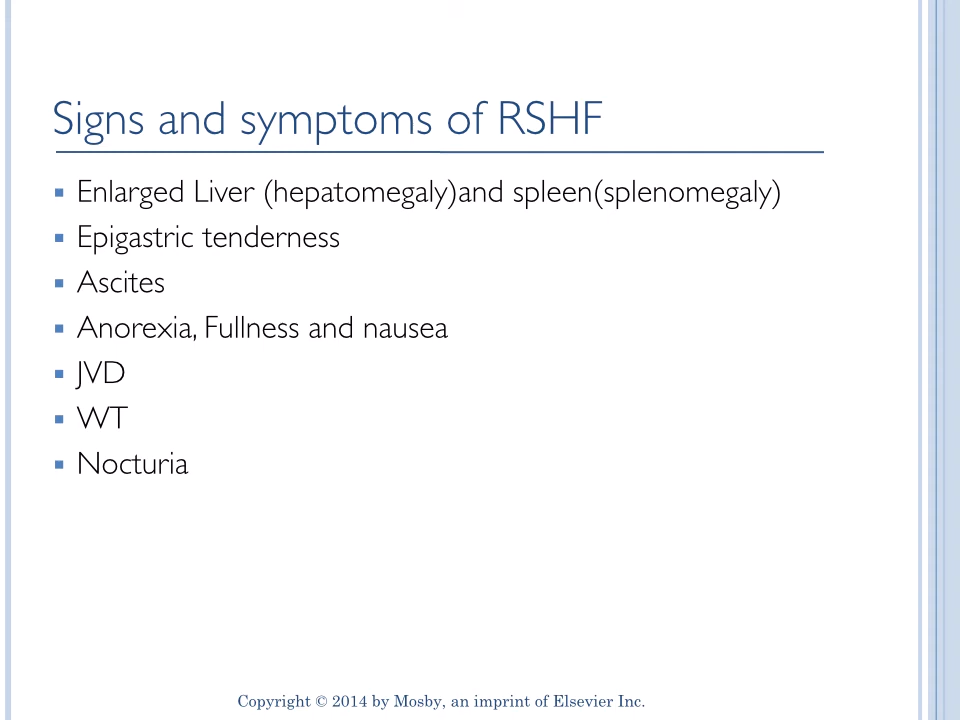 Signs and symptoms of RSHF
▪ Enlarged Liver (hepatomegaly)and spleen(splenomegaly)
▪ Epigastric tenderness
▪ Ascites
▪ Anorexia, Fullness and nausea
▪ JVD
▪ WT
▪ Nocturia
Copyright © 2014 by Mosby, an imprint of Elsevier Inc.